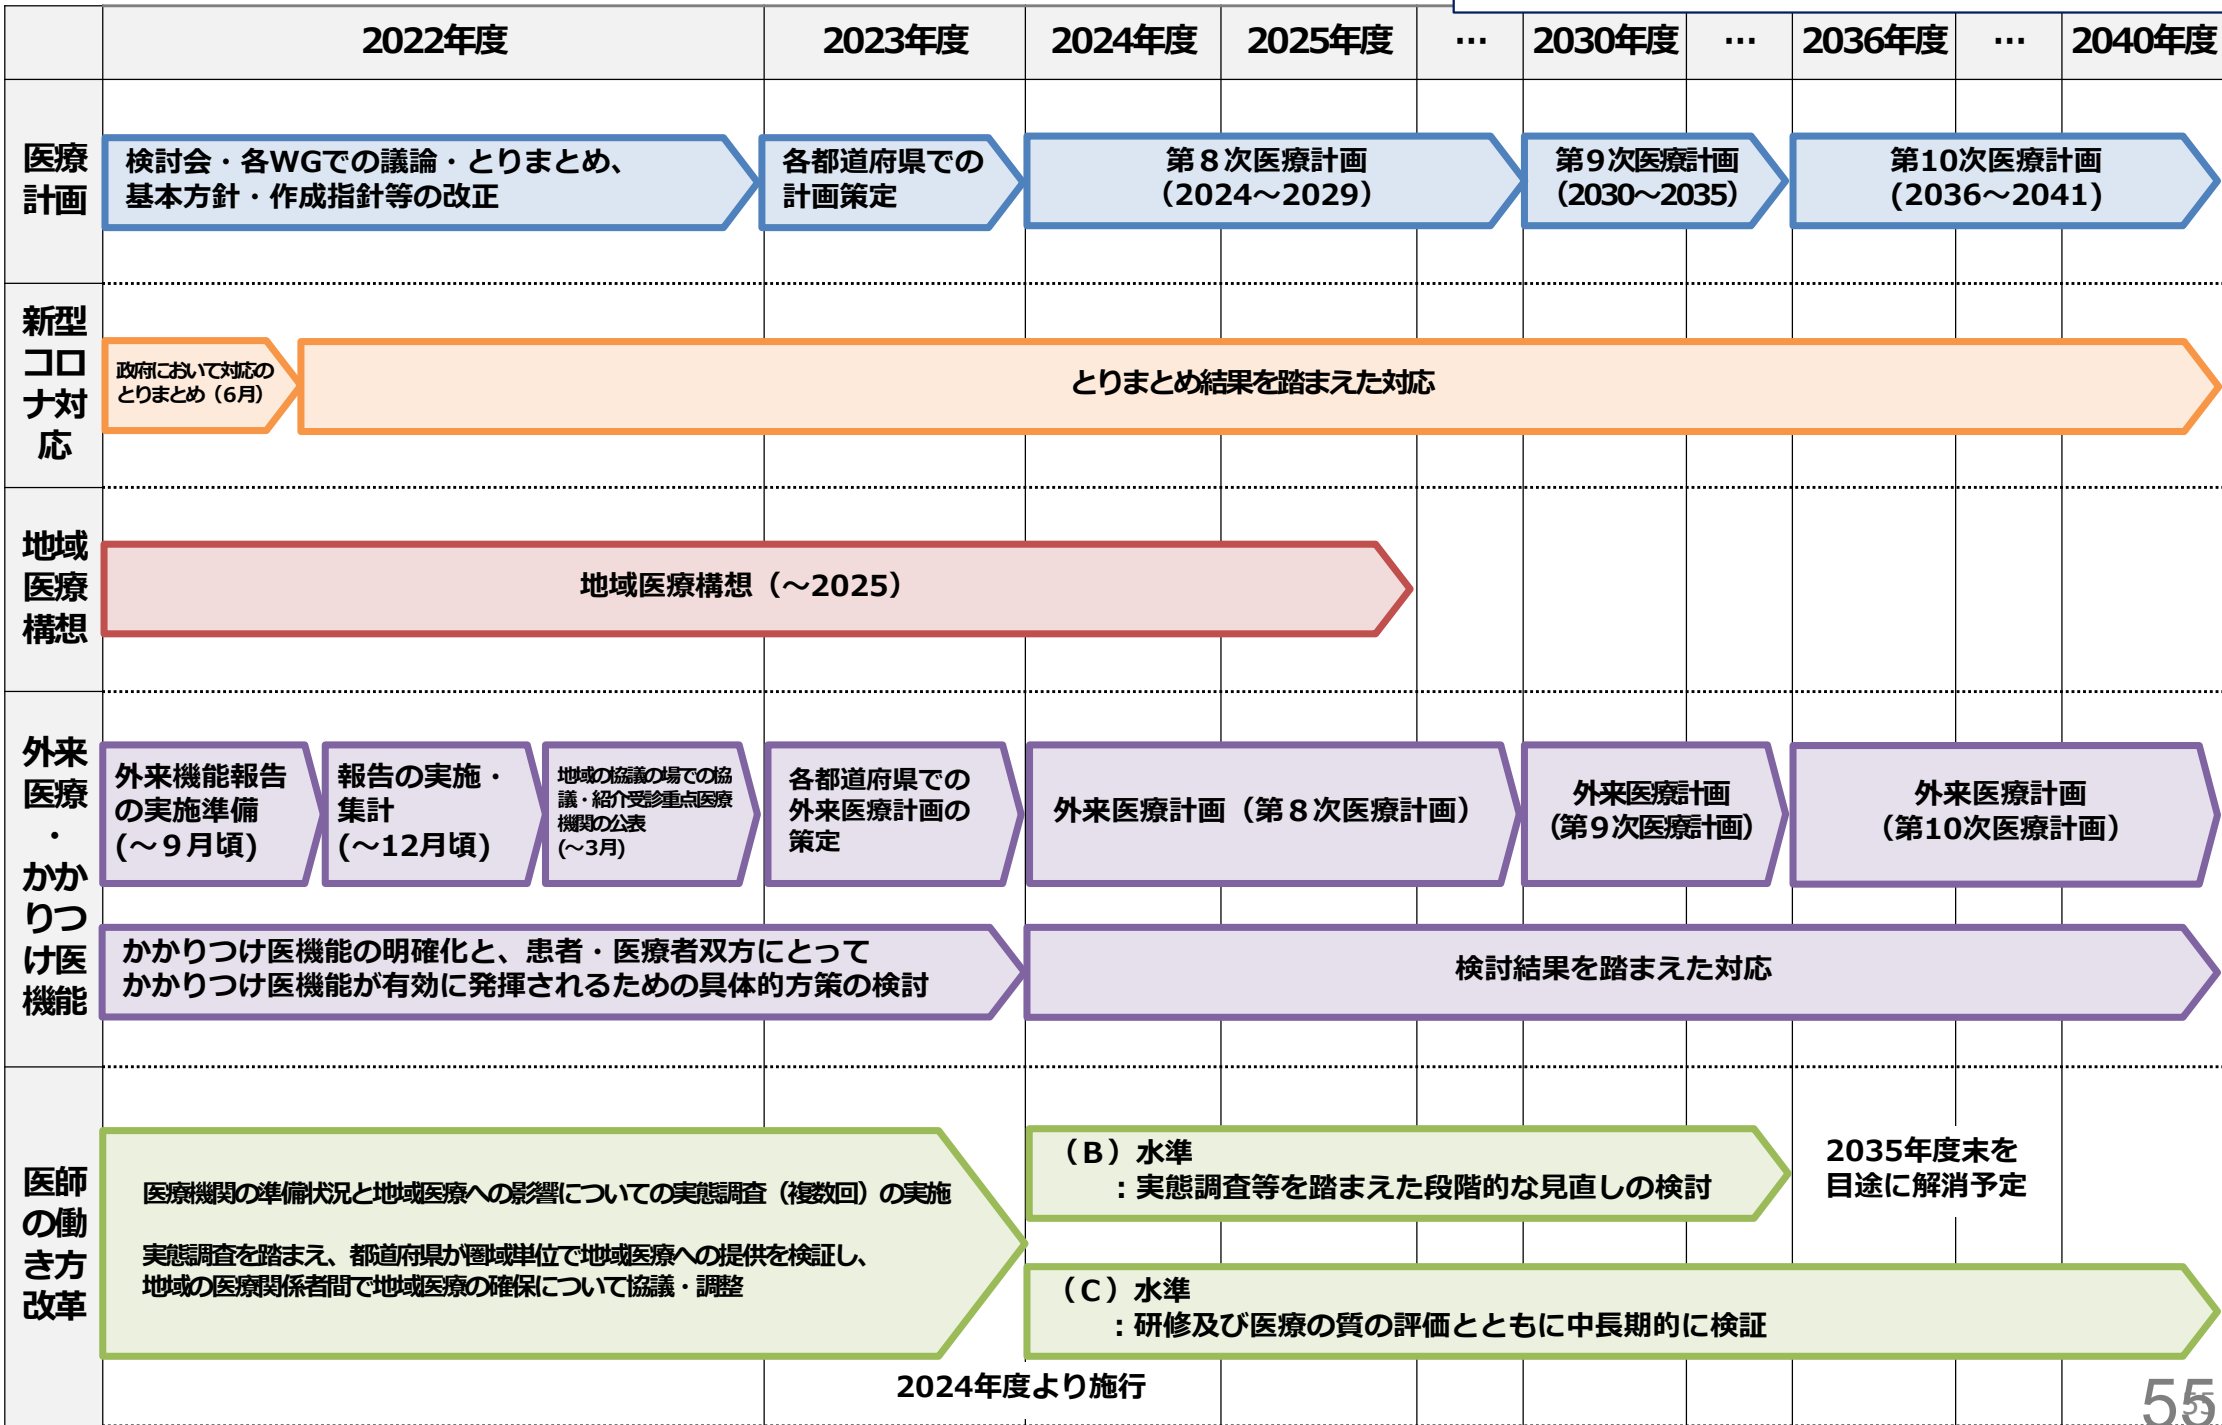 2022年度
2023年度
2024年度
2025年度
…
2030年度
…
2036年度
…
2040年度
医療
計画
検討会・各WGでの議論・とりまとめ、
基本方針・作成指針等の改正
各都道府県での
計画策定
第８次医療計画
（2024～2029）
第９次医療計画
（2030～2035）
第10次医療計画
(2036～2041)
新型
コロ
ナ対
応
政府において対応の
とりまとめ（6月）
とりまとめ結果を踏まえた対応
地域
医療
構想
地域医療構想（～2025）
外来
医療
・
かか
りつ
け医
機能
外来機能報告
の実施準備
(～９月頃)
報告の実施・
集計
(～12月頃)
地域の協議の場での協
議・紹介受診重点医療
機関の公表
(～3月)
各都道府県での
外来医療計画の
策定
外来医療計画（第８次医療計画）
外来医療計画
（第９次医療計画）
外来医療計画
（第10次医療計画）
かかりつけ医機能の明確化と、患者・医療者双方にとって
かかりつけ医機能が有効に発揮されるための具体的方策の検討
検討結果を踏まえた対応
医師
の働
き方
改革
医療機関の準備状況と地域医療への影響についての実態調査（複数回）の実施
実態調査を踏まえ、都道府県が圏域単位で地域医療への提供を検証し、
地域の医療関係者間で地域医療の確保について協議・調整
（Ｂ）水準
：実態調査等を踏まえた段階的な見直しの検討
2035年度末を
目途に解消予定
（Ｃ）水準
：研修及び医療の質の評価とともに中長期的に検証
2024年度より施行
55
55